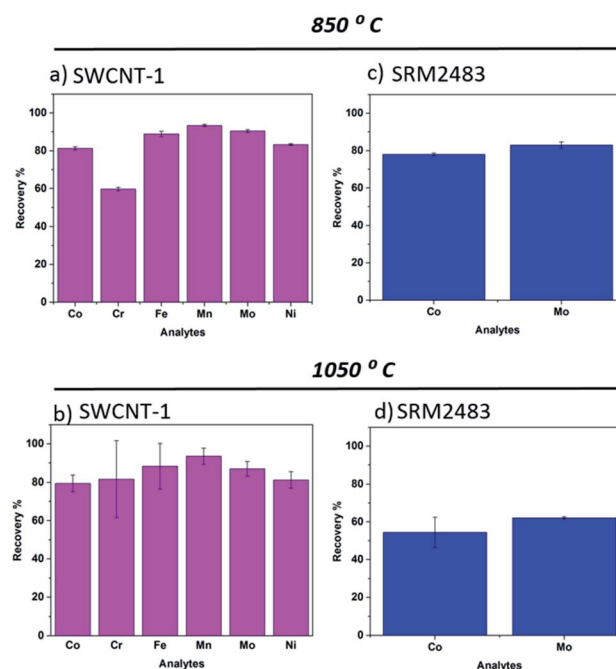 850 ° C
a) SWCNT-1
100
80
60
40
20
0
Recovery %
Co Cr Fe Mn Mo Ni
Analytes
c) SRM2483
100
80
60
40
20
0
Recovery %
Co Mo
Analytes
1050 ° C
b) SWCNT-1
100
80
60
40
20
0
Recovery %
Co Cr Fe Mn Mo Ni
Analytes
d) SRM2483
100
80
60
40
20
0
Recovery %
Co Mo
Analytes